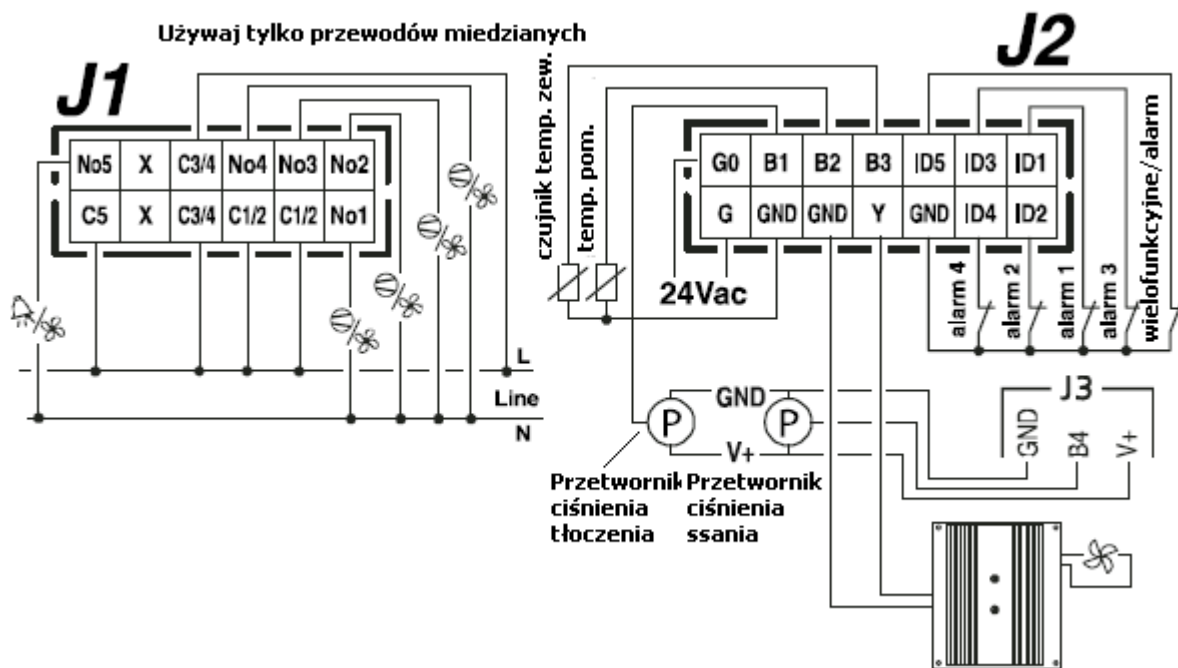 Używaj tylko przewodów miedzianych
J1
No5 X C3/4 No4 No3 No2
C5 X C3/4 C1/2 C1/2 No1
L
Line
N
J2
czujnik temp. zew.
temp. pom.
G0 B1 B2 B3 ID5 ID3 ID1
G GND GND Y GND ID4 ID2
24Vac
alarm 4
alarm 2
alarm 1
alarm 3
wielofunkcyjne/alarm
GND
P P
V+
Przetwornik
ciśnienia
tłoczenia
Przetwornik
ciśnienia
ssania
J3
GND
B4
V+